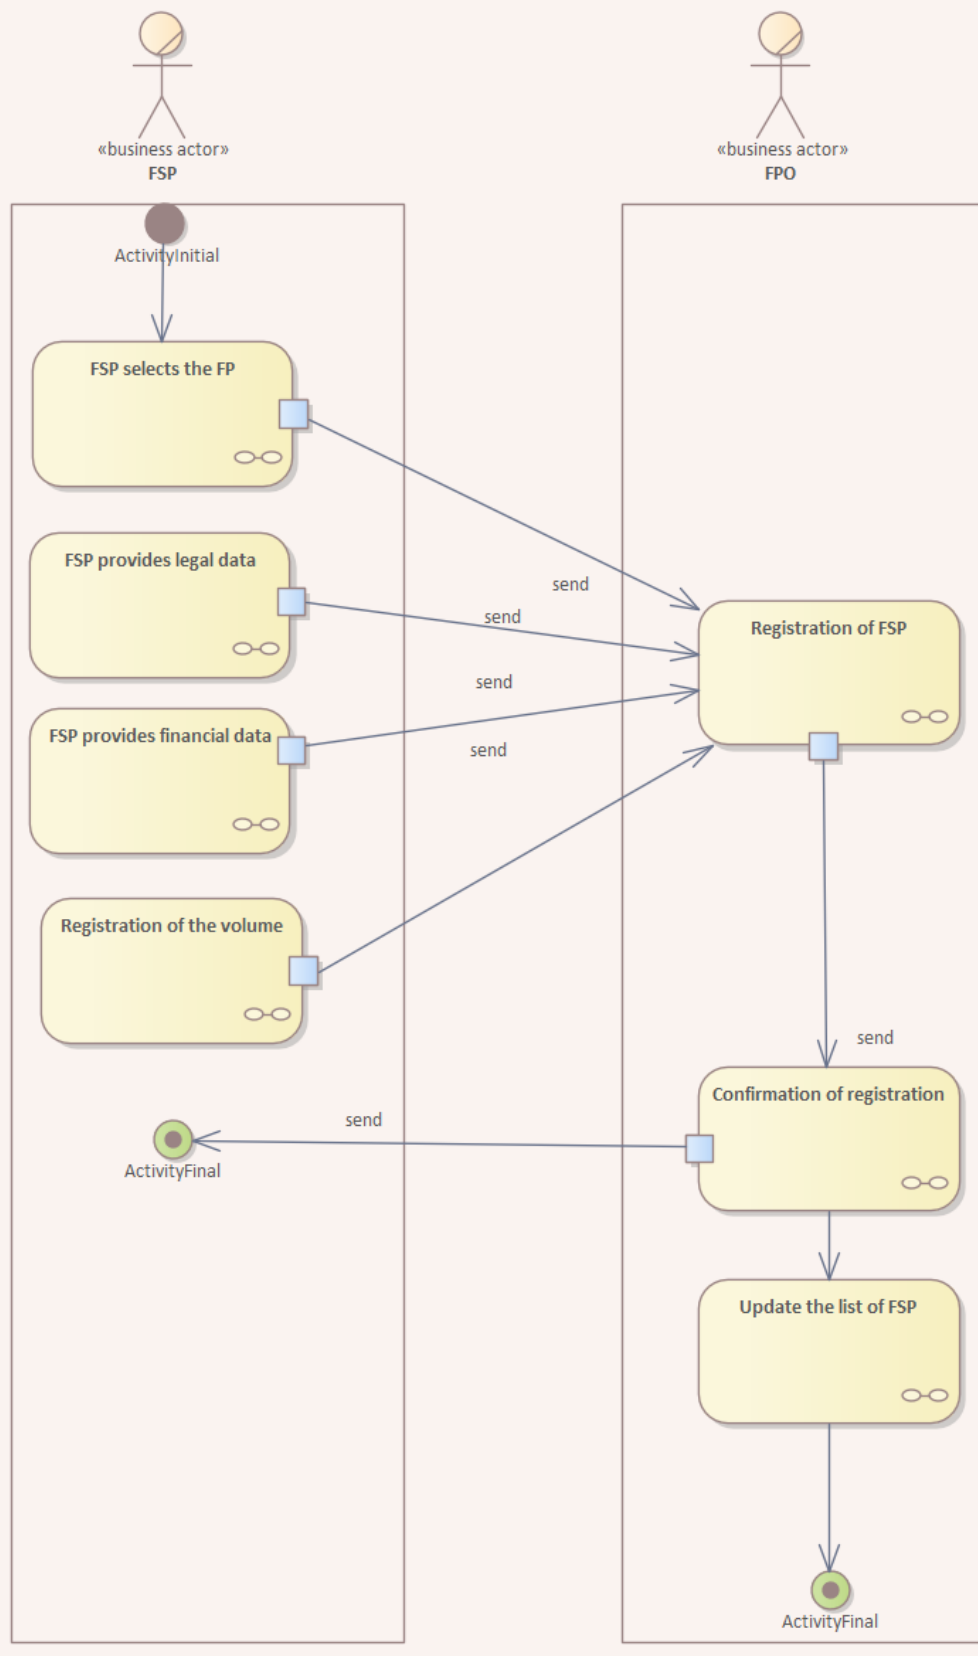 «business actor»
FSP
«business actor»
FPO
ActivityInitial
FSP selects the FP
FSP provides legal data
send
send
Registration of FSP
send
FSP provides financial data
send
Registration of the volume
send
Confirmation of registration
send
ActivityFinal
Update the list of FSP
ActivityFinal